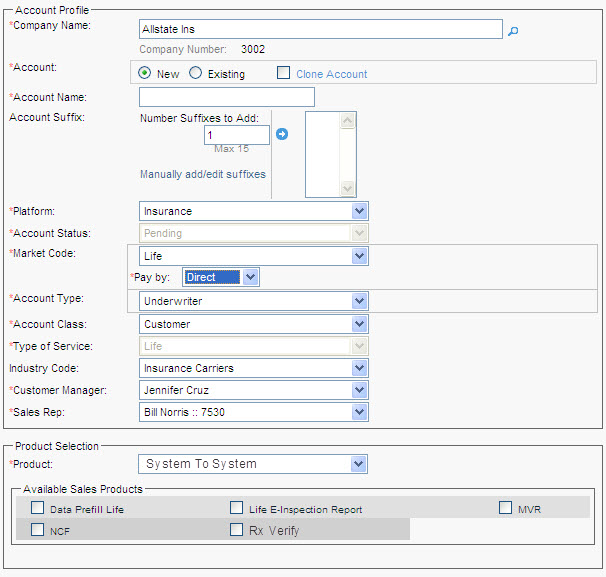 Account Profile
*Company Name: Allstate Ins
Company Number: 3002
*Account: New Existing Clone Account
*Account Name:
Account Suffix: Number Suffixes to Add:
1
Max 15
Manually add/edit suffixes
*Platform: Insurance
*Account Status: Pending
*Market Code: Life
*Pay by: Direct
*Account Type: Underwriter
*Account Class: Customer
*Type of Service: Life
Industry Code: Insurance Carriers
*Customer Manager: Jennifer Cruz
*Sales Rep: Bill Norris :: 7530
Product Selection
*Product: System To System
Available Sales Products
Data Prefill Life Life E-Inspection Report MVR
NCF Rx Verify